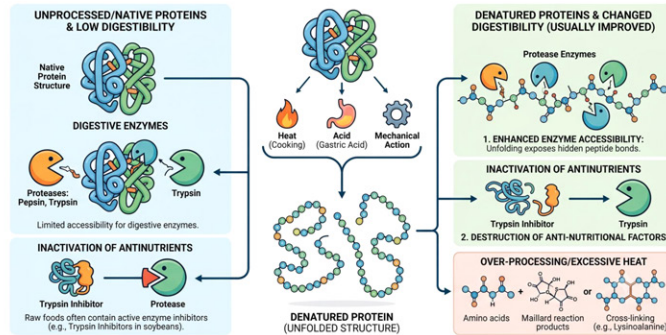 UNPROCESSED/NATIVE PROTEINS
& LOW DIGESTIBILITY
Native
Protein
Structure
DIGESTIVE ENZYMES
Proteases:
Pepsin, Trypsin
Trypsin
Limited accessibility for digestive enzymes.
INACTIVATION OF ANTINUTRIENTS
Trypsin Inhibitor
Protease
Raw foods often contain active enzyme inhibitors
(e.g., Trypsin Inhibitors in soybeans).
Heat
(Cooking)
Acid
(Gastric Acid)
Mechanical
Action
DENATURED PROTEIN
(UNFOLDED STRUCTURE)
DENATURED PROTEINS & CHANGED
DIGESTIBILITY (USUALLY IMPROVED)
Protease Enzymes
1. ENHANCED ENZYME ACCESSIBILITY:
Unfolding exposes hidden peptide bonds.
INACTIVATION OF ANTINUTRIENTS
Trypsin Inhibitor
Trypsin
2. DESTRUCTION OF ANTI-NUTRITIONAL FACTORS
OVER-PROCESSING/EXCESSIVE HEAT
+
or
Amino acids
Maillard reaction
products
Cross-linking
(e.g., Lysinoalanine)